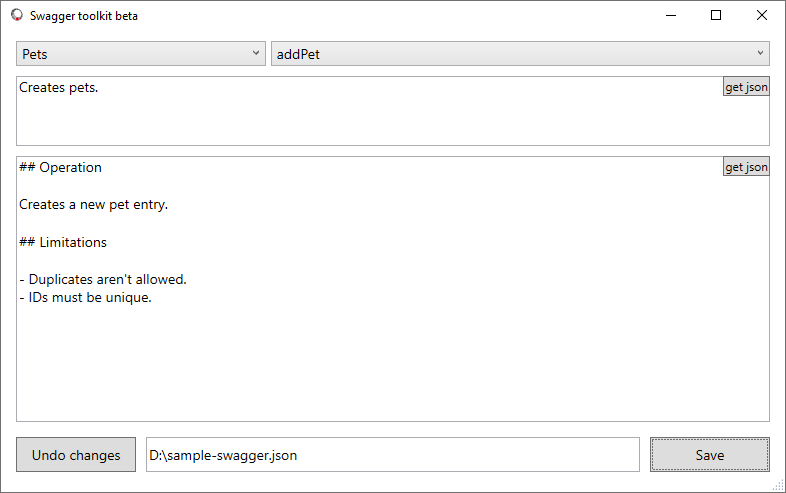 Swagger toolkit beta
Pets addPet
Creates pets. get json
## Operation get json
Creates a new pet entry.
## Limitations
- Duplicates aren't allowed.
- IDs must be unique.
Undo changes D:\sample-swagger.json Save